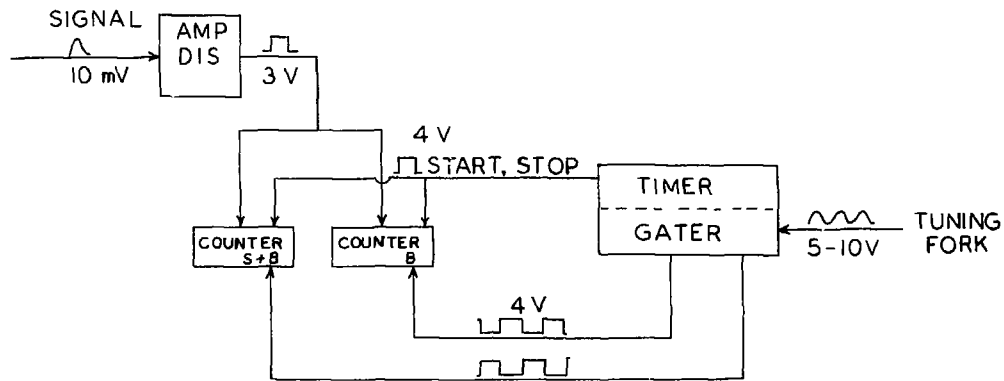 SIGNAL
10 mV
AMP
DIS
3 V
4 V
START, STOP
TIMER
GATER
TUNING
FORK
5-10V
COUNTER
S+B
COUNTER
B
4 V